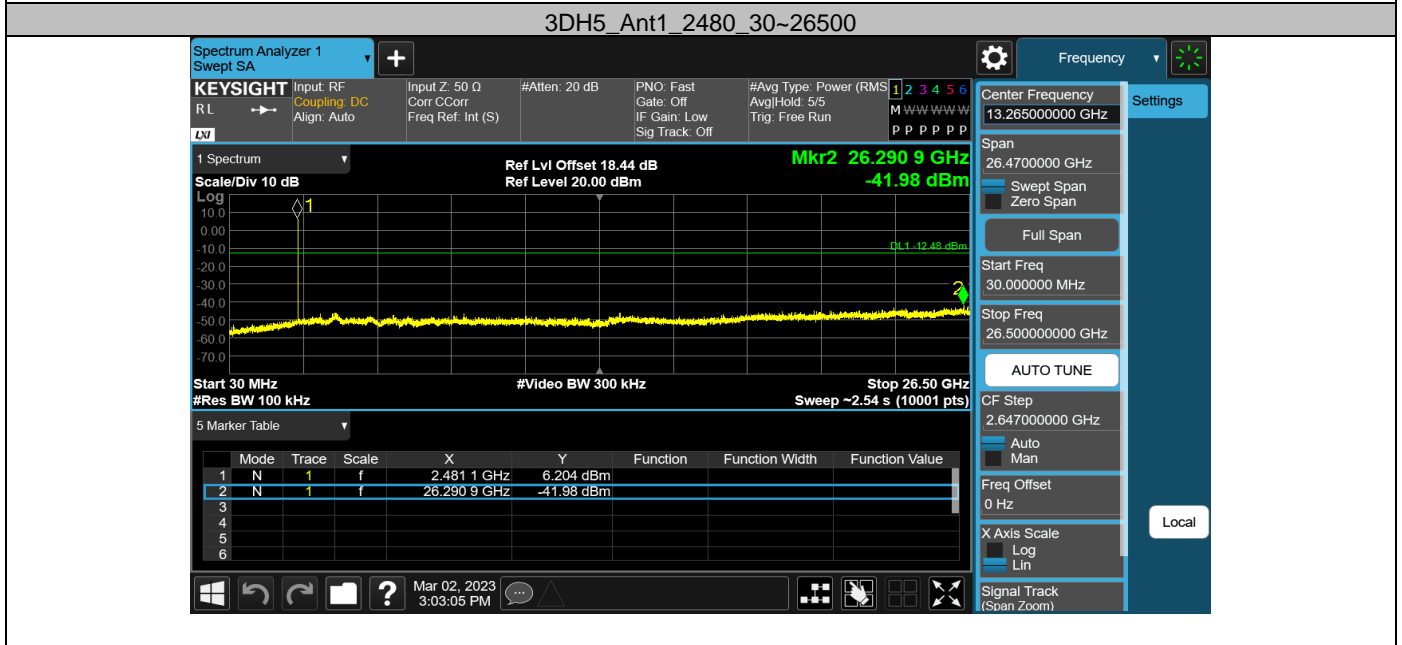 3DH5_Ant1_2480_30~26500
Spectrum Analyzer 1
Swept SA
+
Frequency
KEYSIGHT
RL
LXI
Input: RF
Coupling: DC
Align: Auto
Input Z: 50 Ω
Corr CCorr
Freq Ref: Int (S)
#Atten: 20 dB
PNO: Fast
Gate: Off
IF Gain: Low
Sig Track: Off
#Avg Type: Power (RMS
Avg|Hold: 5/5
Trig: Free Run
1 2 3 4 5 6
M W W W W W
P P P P P P
1 Spectrum
Scale/Div 10 dB
Ref Lvl Offset 18.44 dB
Ref Level 20.00 dBm
Mkr2 26.290 9 GHz
-41.98 dBm
Log
10.0
0.00
-10.0
-20.0
-30.0
-40.0
-50.0
-60.0
-70.0
1
DL1 -12.48 dBm
2
Start 30 MHz
#Video BW 300 kHz
Stop 26.50 GHz
#Res BW 100 kHz
Sweep ~2.54 s (10001 pts)
5 Marker Table
Mode Trace Scale X Y Function Function Width Function Value
1 N 1 f 2.481 1 GHz 6.204 dBm
2 N 1 f 26.290 9 GHz -41.98 dBm
3
4
5
6
?
Mar 02, 2023
3:03:05 PM
Center Frequency
13.265000000 GHz
Span
26.4700000 GHz
Swept Span
Zero Span
Full Span
Start Freq
30.000000 MHz
Stop Freq
26.500000000 GHz
AUTO TUNE
CF Step
2.647000000 GHz
Auto
Man
Freq Offset
0 Hz
X Axis Scale
Log
Lin
Signal Track
(Span Zoom)
Settings
Local